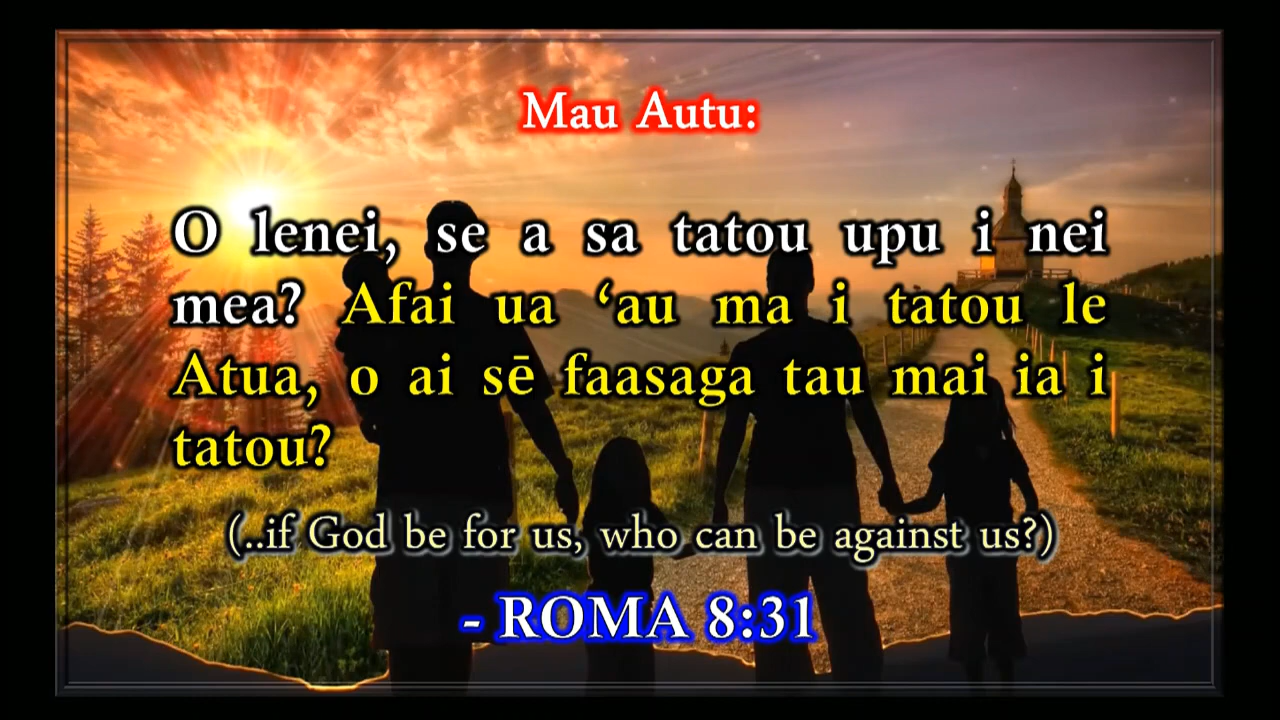 Mau Autu:
O lenei, se a sa tatou upu i nei
mea? Afai ua ‘au ma i tatou le
Atua, o ai sē faasaga tau mai ia i
tatou?
(..if God be for us, who can be against us?)
- ROMA 8:31